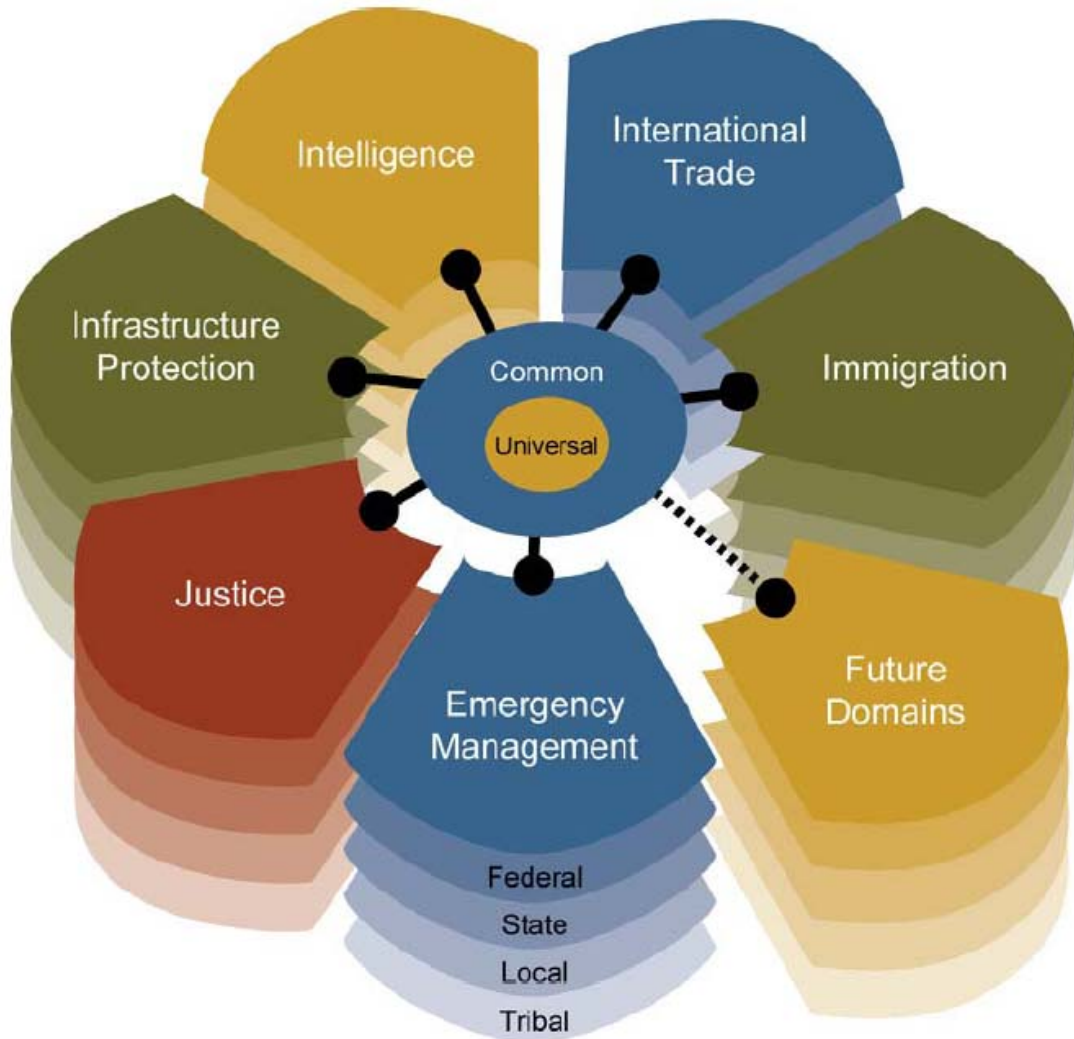 Intelligence
International
Trade
Infrastructure
Protection
Common
Immigration
Universal
Justice
Emergency
Management
Future
Domains
Federal
State
Local
Tribal